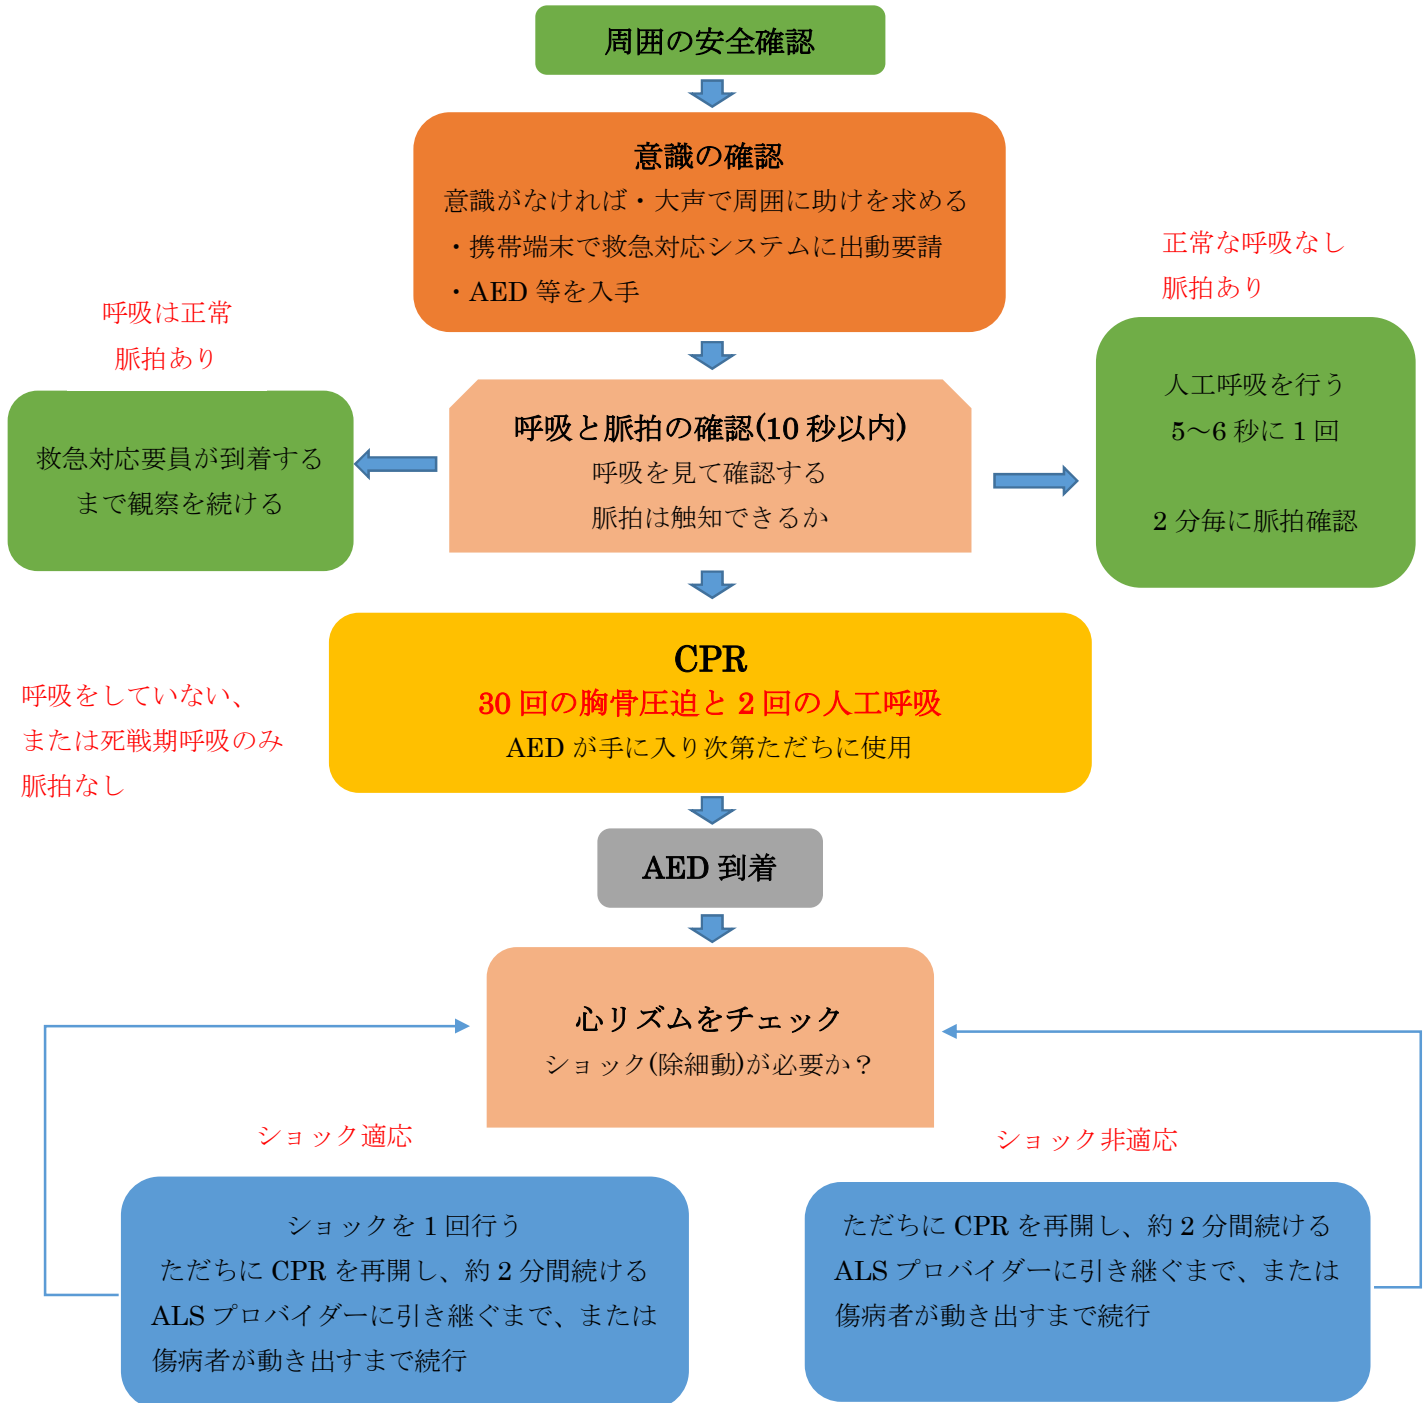 周囲の安全確認
意識の確認
意識がなければ・大声で周囲に助けを求める
・携帯端末で救急対応システムに出動要請
・AED 等を入手
呼吸は正常
脈拍あり
救急対応要員が到着する
まで観察を続ける
呼吸と脈拍の確認(10 秒以内)
呼吸を見て確認する
脈拍は触知できるか
正常な呼吸なし
脈拍あり
人工呼吸を行う
5～6 秒に 1 回
2 分毎に脈拍確認
呼吸をしていない、
または死戦期呼吸のみ
脈拍なし
CPR
30 回の胸骨圧迫と 2 回の人工呼吸
AED が手に入り次第ただちに使用
AED 到着
心リズムをチェック
ショック(除細動)が必要か？
ショック適応
ショックを 1 回行う
ただちに CPR を再開し、約 2 分間続ける
ALS プロバイダーに引き継ぐまで、または
傷病者が動き出すまで続行
ショック非適応
ただちに CPR を再開し、約 2 分間続ける
ALS プロバイダーに引き継ぐまで、または
傷病者が動き出すまで続行